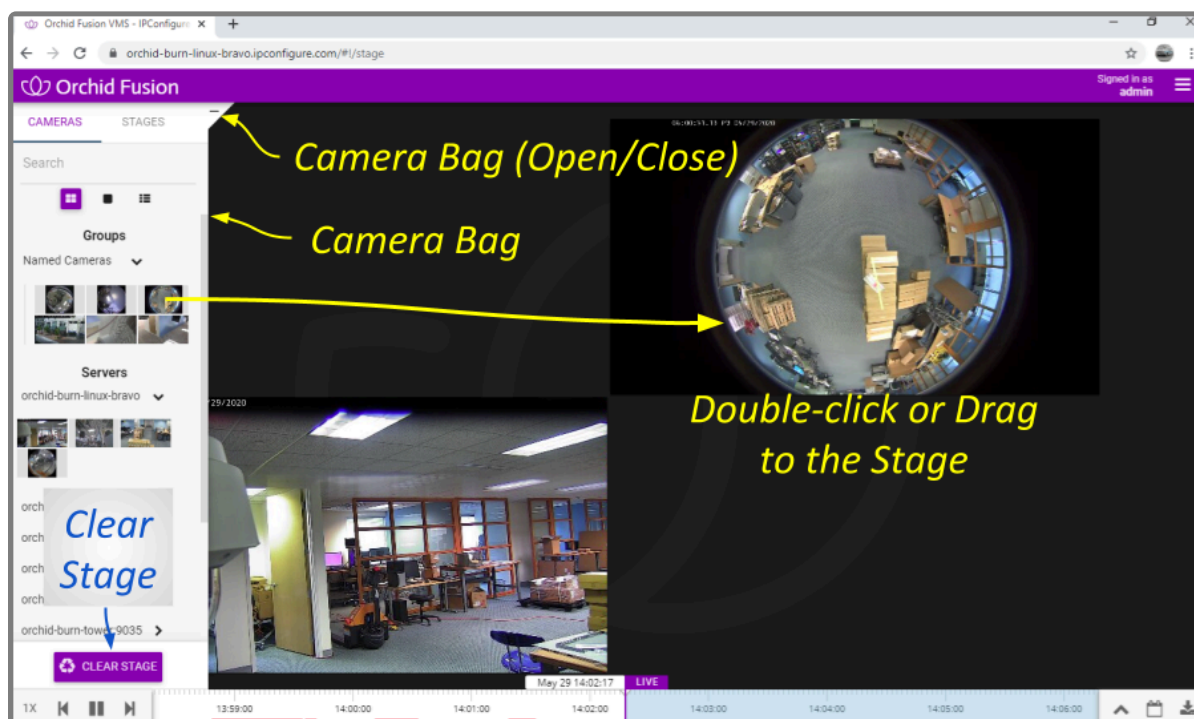 Orchid Fusion VMS - IPConfigure
orchid-burn-linux-bravo.ipconfigure.com/#!/stage
Orchid Fusion
Signed in as
admin
CAMERAS STAGES
Search
Camera Bag (Open/Close)
Camera Bag
Groups
Named Cameras
Servers
orchid-burn-linux-bravo
/29/2020
Double-click or Drag
to the Stage
orch
Clear
orch
Stage
orch
orch
orchid-burn-tower:9035
CLEAR STAGE
May 29 14:02:17 LIVE
1X 13:59:00 14:00:00 14:01:00 14:02:00 14:03:00 14:04:00 14:05:00 14:06:00